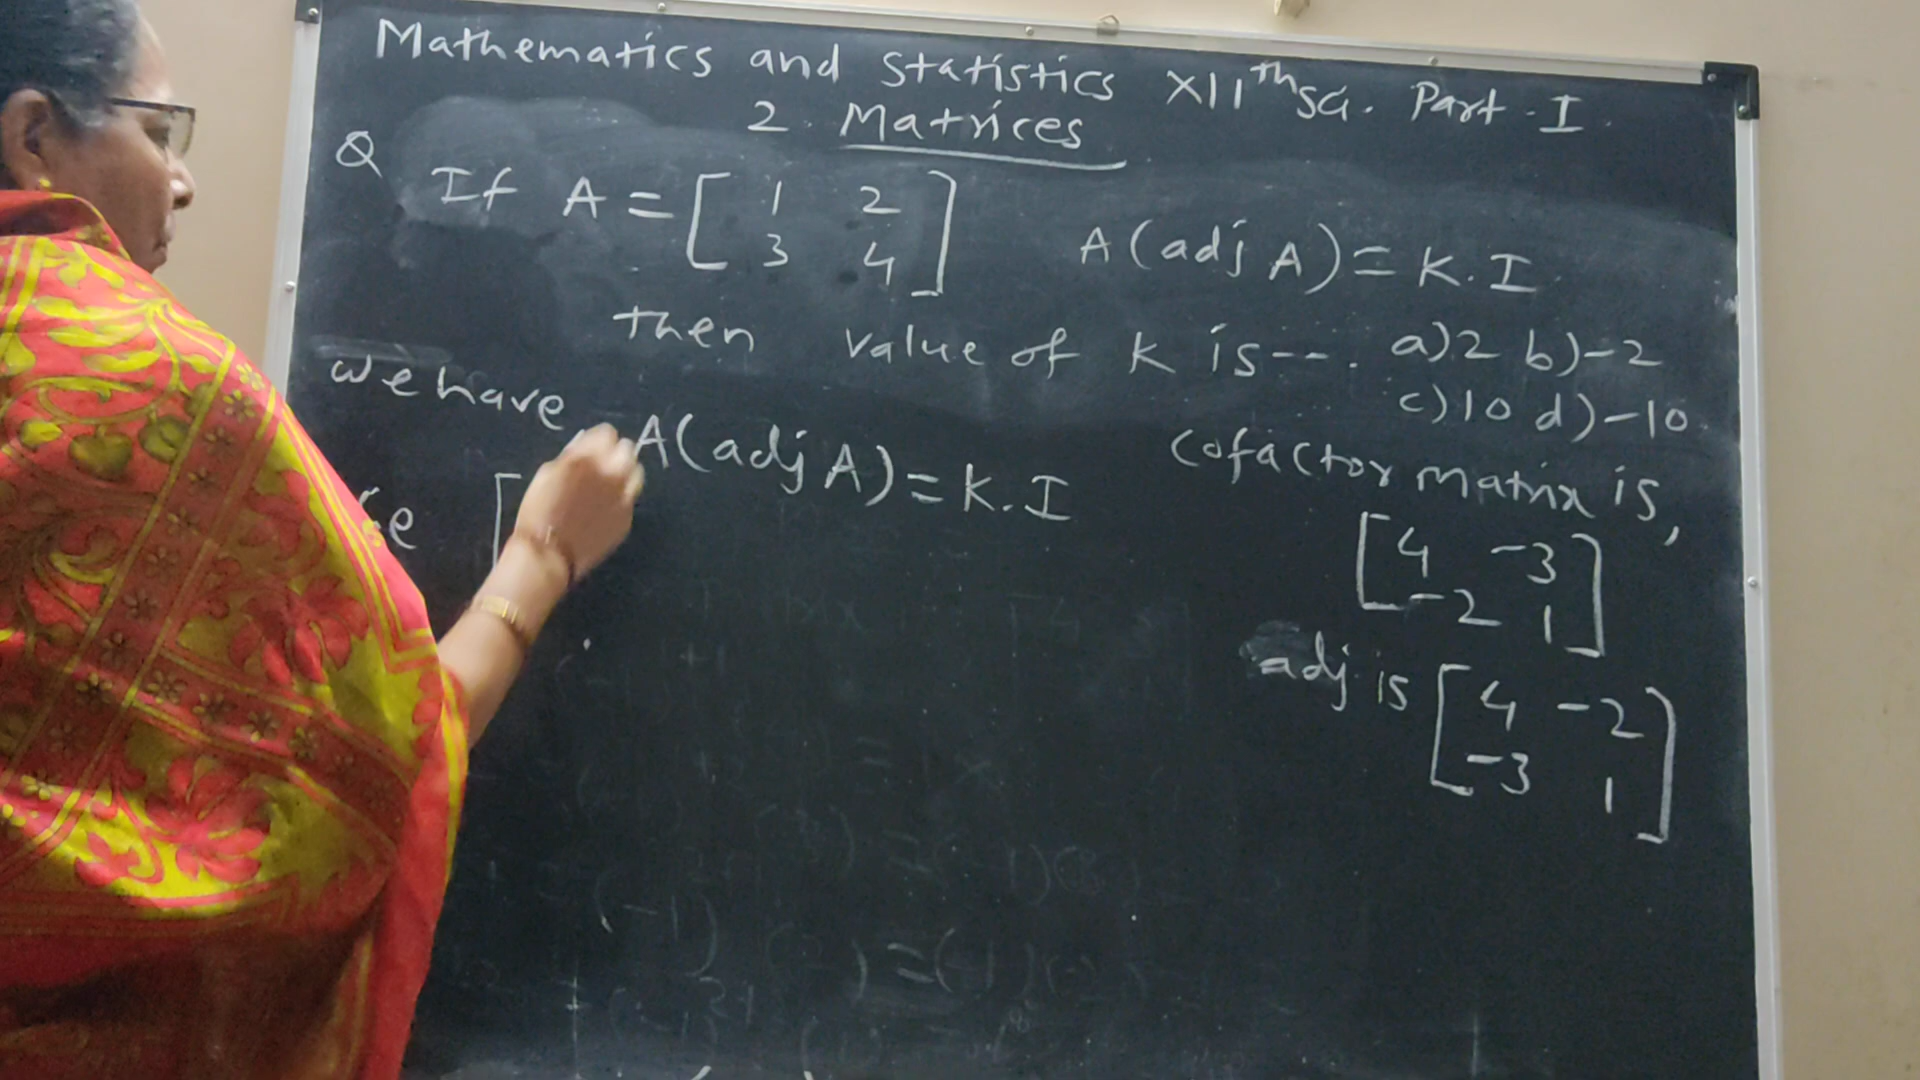 Mathematics and Statistics XIIth Sci. Part-I.
2. Matrices
Q If A = [ 1 2
3 4 ] A(adj A) = K.I
then value of K is--. a)2 b)-2
c)10 d)-10
we have, A(adj A) = K.I
Cofactor matrix is,
[ 4 -3
-2 1 ]
adj is [ 4 -2
-3 1 ]